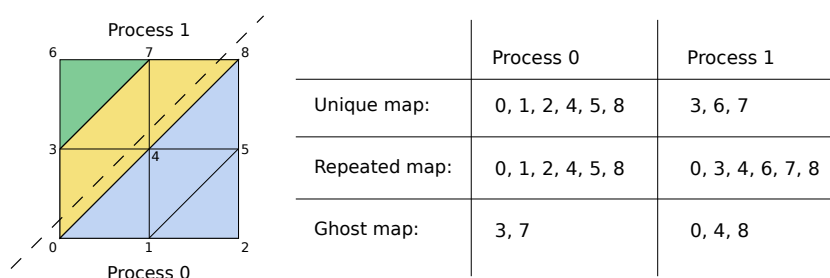 Process 1
6 7 8
3 4 5
0 1 2
Process 0
Process 0 Process 1
Unique map: 0, 1, 2, 4, 5, 8 3, 6, 7
Repeated map: 0, 1, 2, 4, 5, 8 0, 3, 4, 6, 7, 8
Ghost map: 3, 7 0, 4, 8